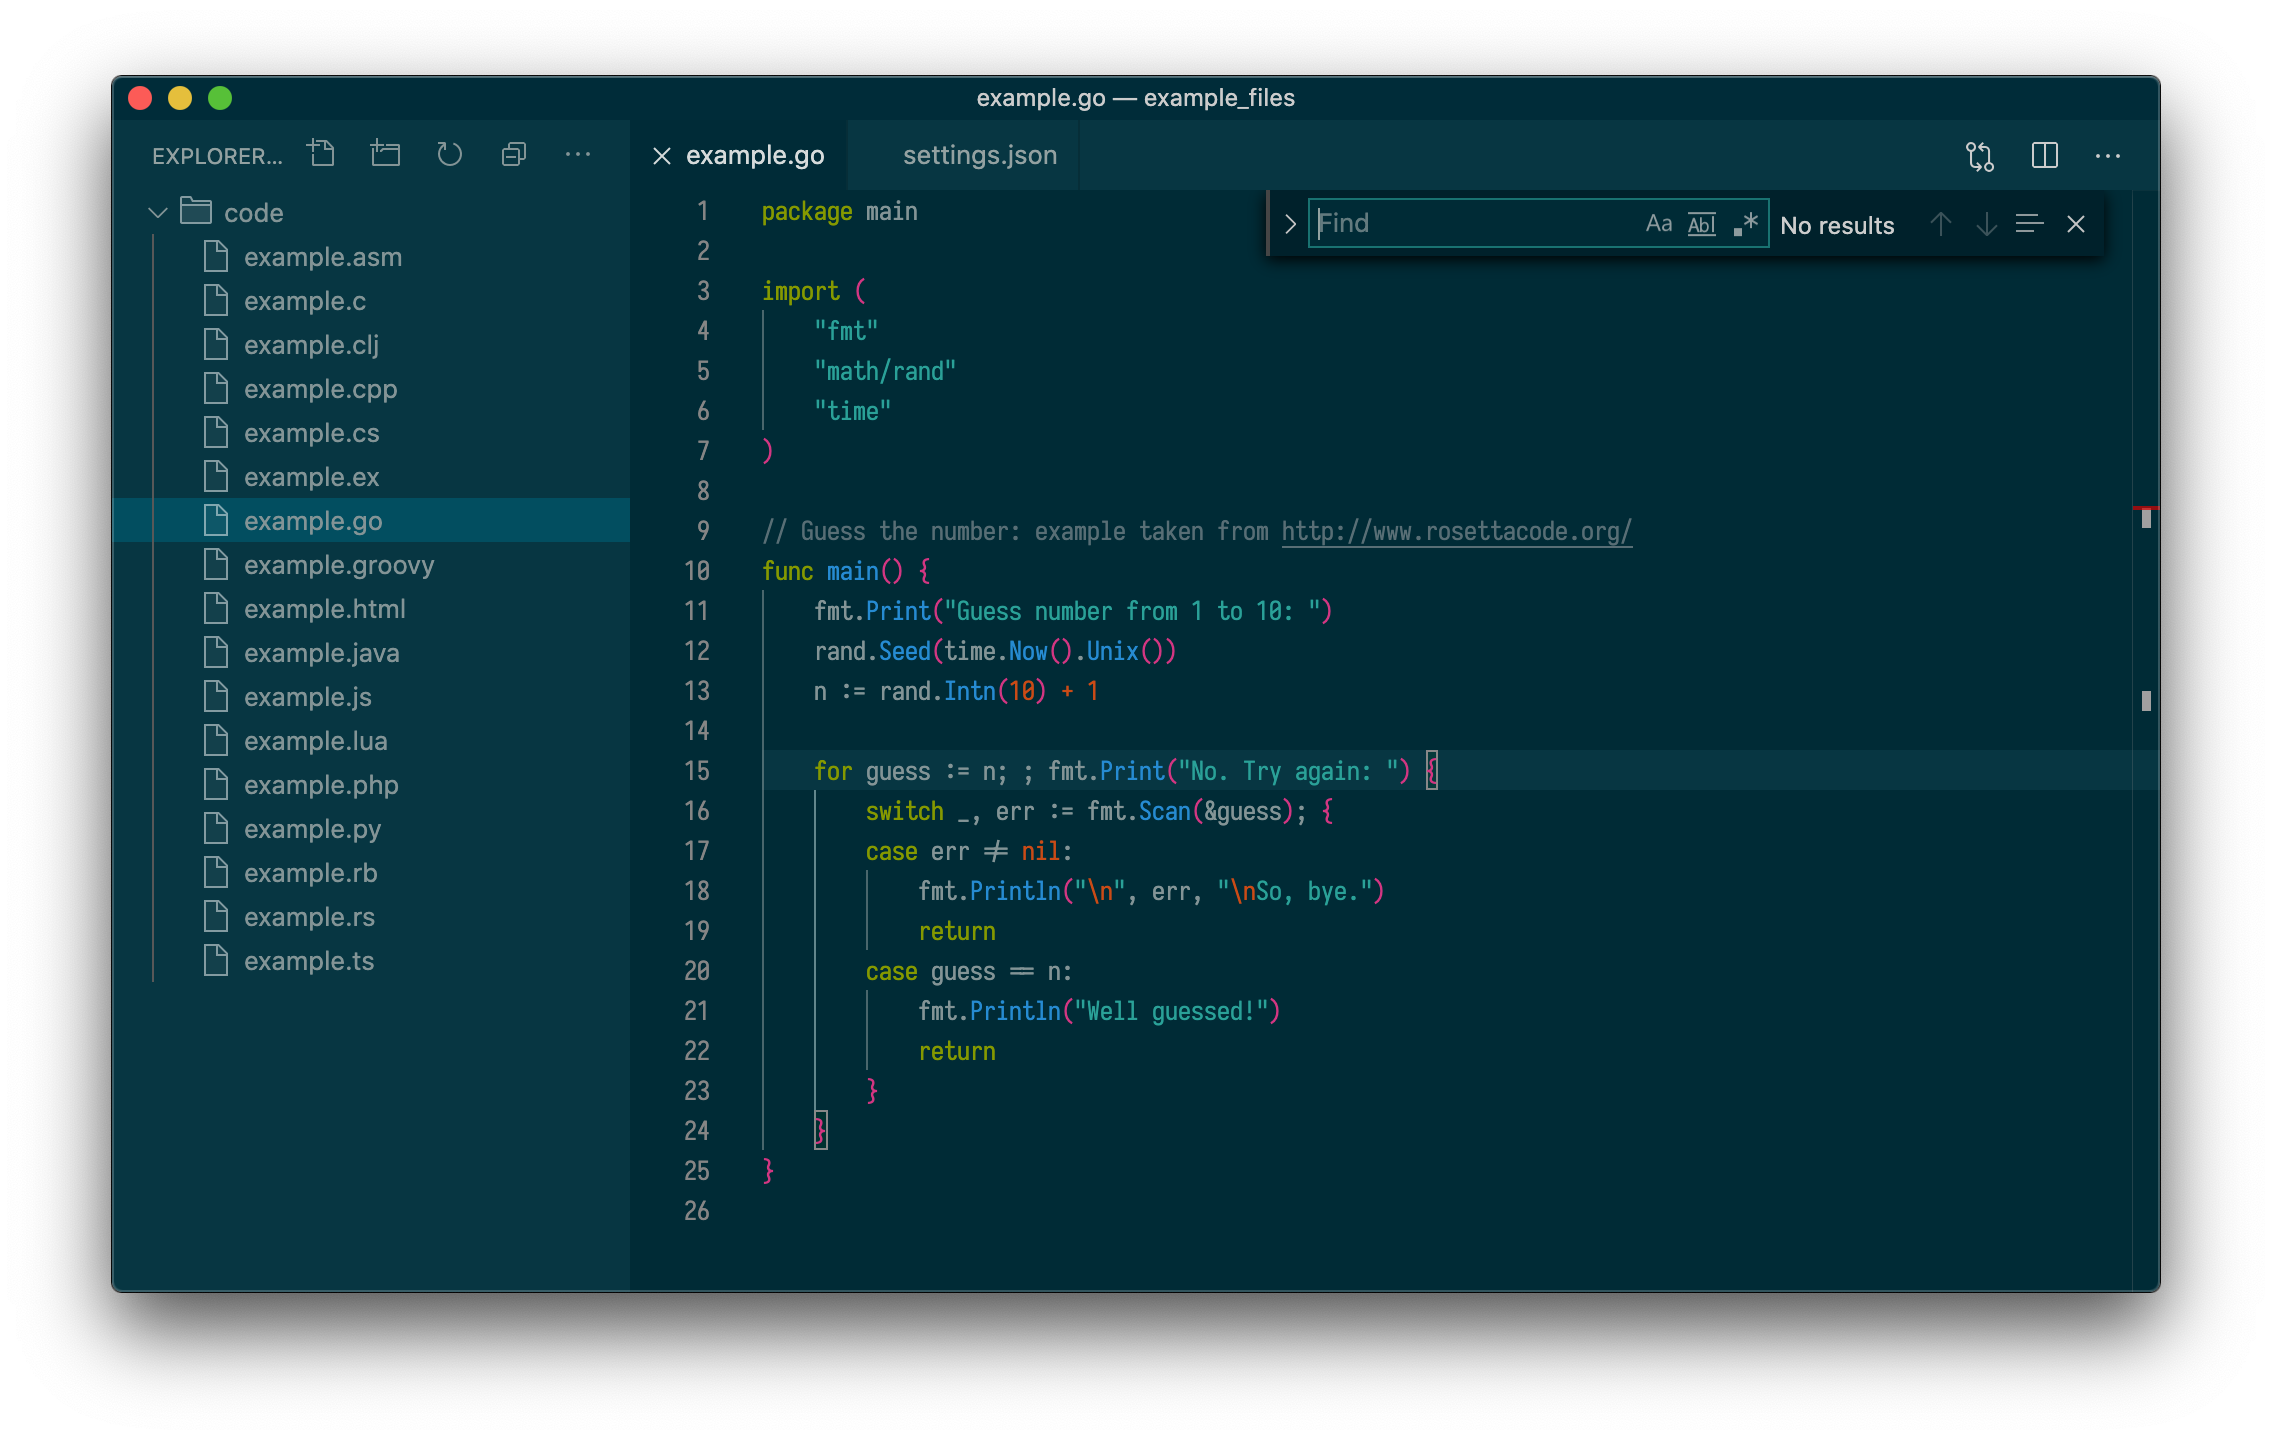 example.go — example_files
EXPLORER...
example.go
settings.json
code
example.asm
example.c
example.clj
example.cpp
example.cs
example.ex
example.go
example.groovy
example.html
example.java
example.js
example.lua
example.php
example.py
example.rb
example.rs
example.ts
Find Aa Abl .* No results
1 package main
2
3 import (
4 "fmt"
5 "math/rand"
6 "time"
7 )
8
9 // Guess the number: example taken from http://www.rosettacode.org/
10 func main() {
11 fmt.Print("Guess number from 1 to 10: ")
12 rand.Seed(time.Now().Unix())
13 n := rand.Intn(10) + 1
14
15 for guess := n; ; fmt.Print("No. Try again: ") {
16 switch _, err := fmt.Scan(&guess); {
17 case err ≠ nil:
18 fmt.Println("\n", err, "\nSo, bye.")
19 return
20 case guess == n:
21 fmt.Println("Well guessed!")
22 return
23 }
24 }
25 }
26